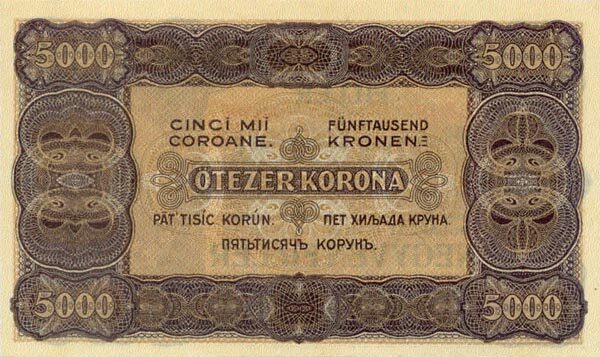 5000 5000
CINCI MII FÜNFTAUSEND
COROANE. KRONEN
ÖTEZER KORONA
PÄT TISÍC KORÚN. ПЕТ ХИЉАДА КРУНА.
ПЯТЬТИСЯЧЪ КОРУНЪ.
5000 5000